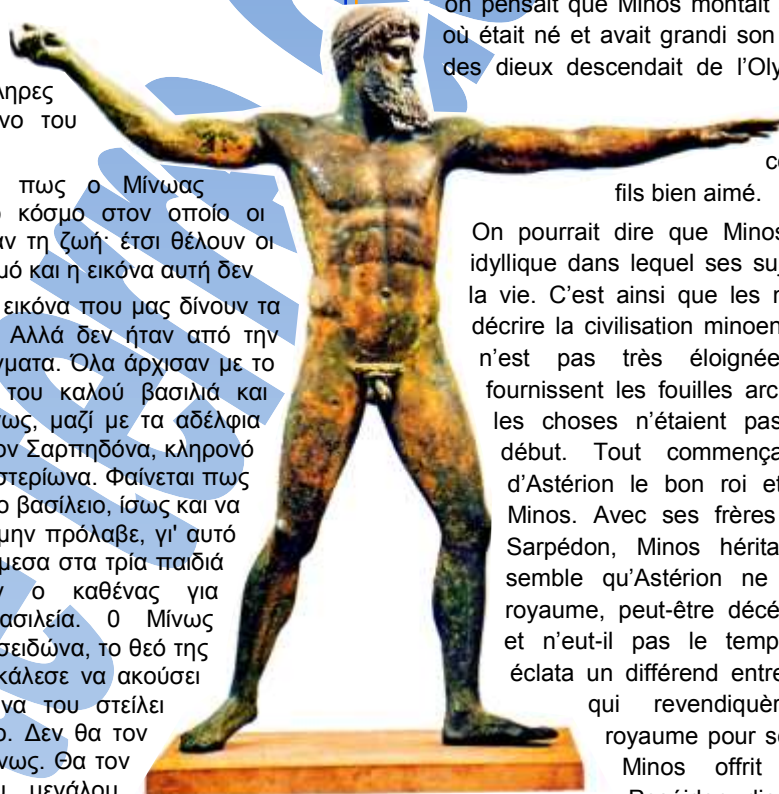 ληρες
νο του
πως ο Μίνωας
κόσμο στον οποίο οι
αν τη ζωή· έτσι θέλουν οι
μό και η εικόνα αυτή δεν
εικόνα που μας δίνουν τα
Αλλά δεν ήταν από την
γματα. Όλα άρχισαν με το
του καλού βασιλιά και
ως, μαζί με τα αδέλφια
ον Σαρπηδόνα, κληρονό
στερίωνα. Φαίνεται πως
ο βασίλειο, ίσως και να
μην πρόλαβε, γι' αυτό
μεσα στα τρία παιδιά
ν ο καθένας για
ασιλεία. 0 Μίνως
σειδώνα, το θεό της
κάλεσε να ακούσει
να του στείλει
ο. Δεν θα τον
νως. Θα τον
μεγάλου
on pensait que Minos montait
où était né et avait grandi son
des dieux descendait de l'Oly
c
fils bien aimé.
On pourrait dire que Minos
idyllique dans lequel ses suj
la vie. C'est ainsi que les
décrire la civilisation minoen
n'est pas très éloignée
fournissent les fouilles arc
les choses n'étaient pas
début. Tout commença
d'Astérion le bon roi et
Minos. Avec ses frères
Sarpédon, Minos hérita
semble qu'Astérion ne
royaume, peut-être décé
et n'eut-il pas le temp
éclata un différend entre
qui revendiquèr
royaume pour s
Minos offrit